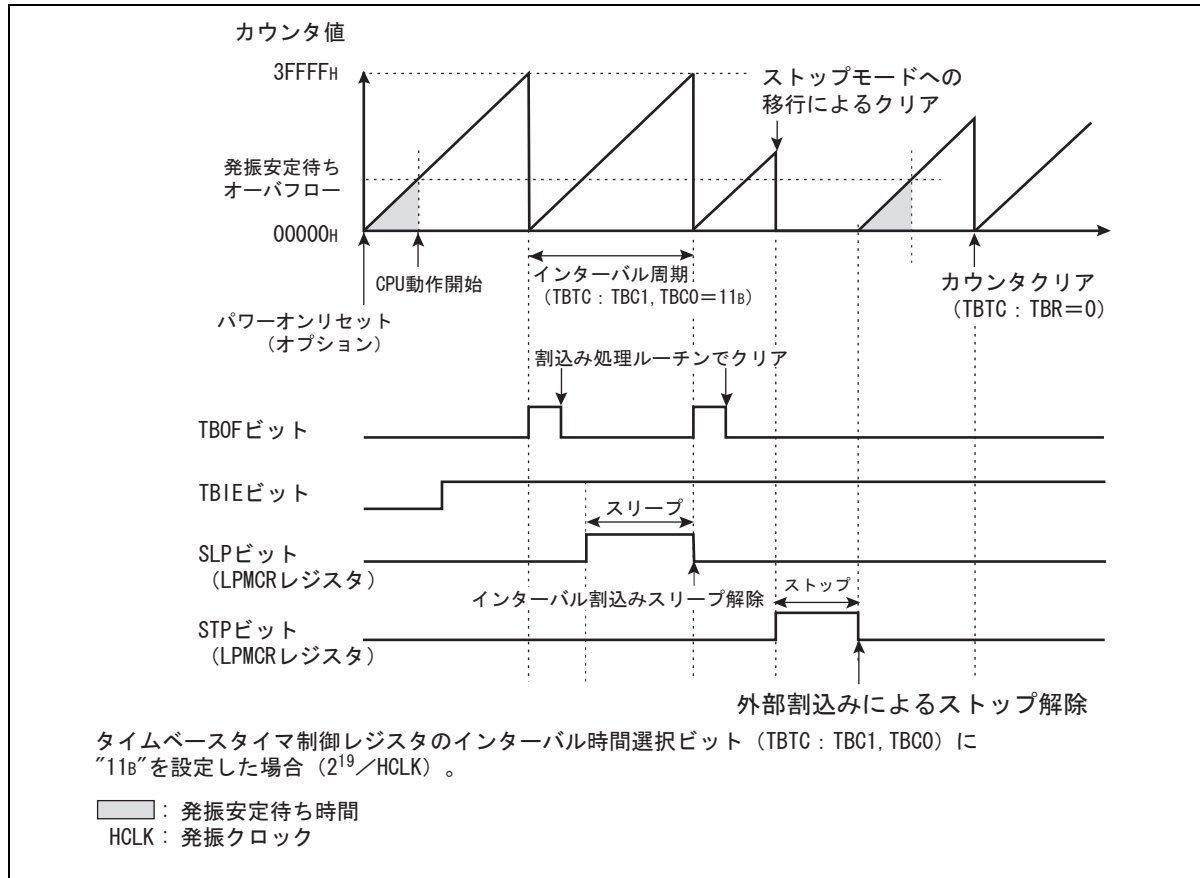 カウンタ値
3FFFFH
ストップモードへの
移行によるクリア
発振安定待ち
オーバフロー
00000H
CPU動作開始
インターバル周期
(TBTC：TBC1, TBC0＝11B)
カウンタクリア
(TBTC：TBR＝0)
パワーオンリセット
(オプション)
割込み処理ルーチンでクリア
TBOFビット
TBIEビット
スリープ
SLPビット
(LPMCRレジスタ)
インターバル割込みスリープ解除
ストップ
STPビット
(LPMCRレジスタ)
外部割込みによるストップ解除
タイムベースタイマ制御レジスタのインターバル時間選択ビット（TBTC：TBC1, TBC0）に
"11B"を設定した場合（2¹⁹／HCLK）。
：発振安定待ち時間
HCLK：発振クロック